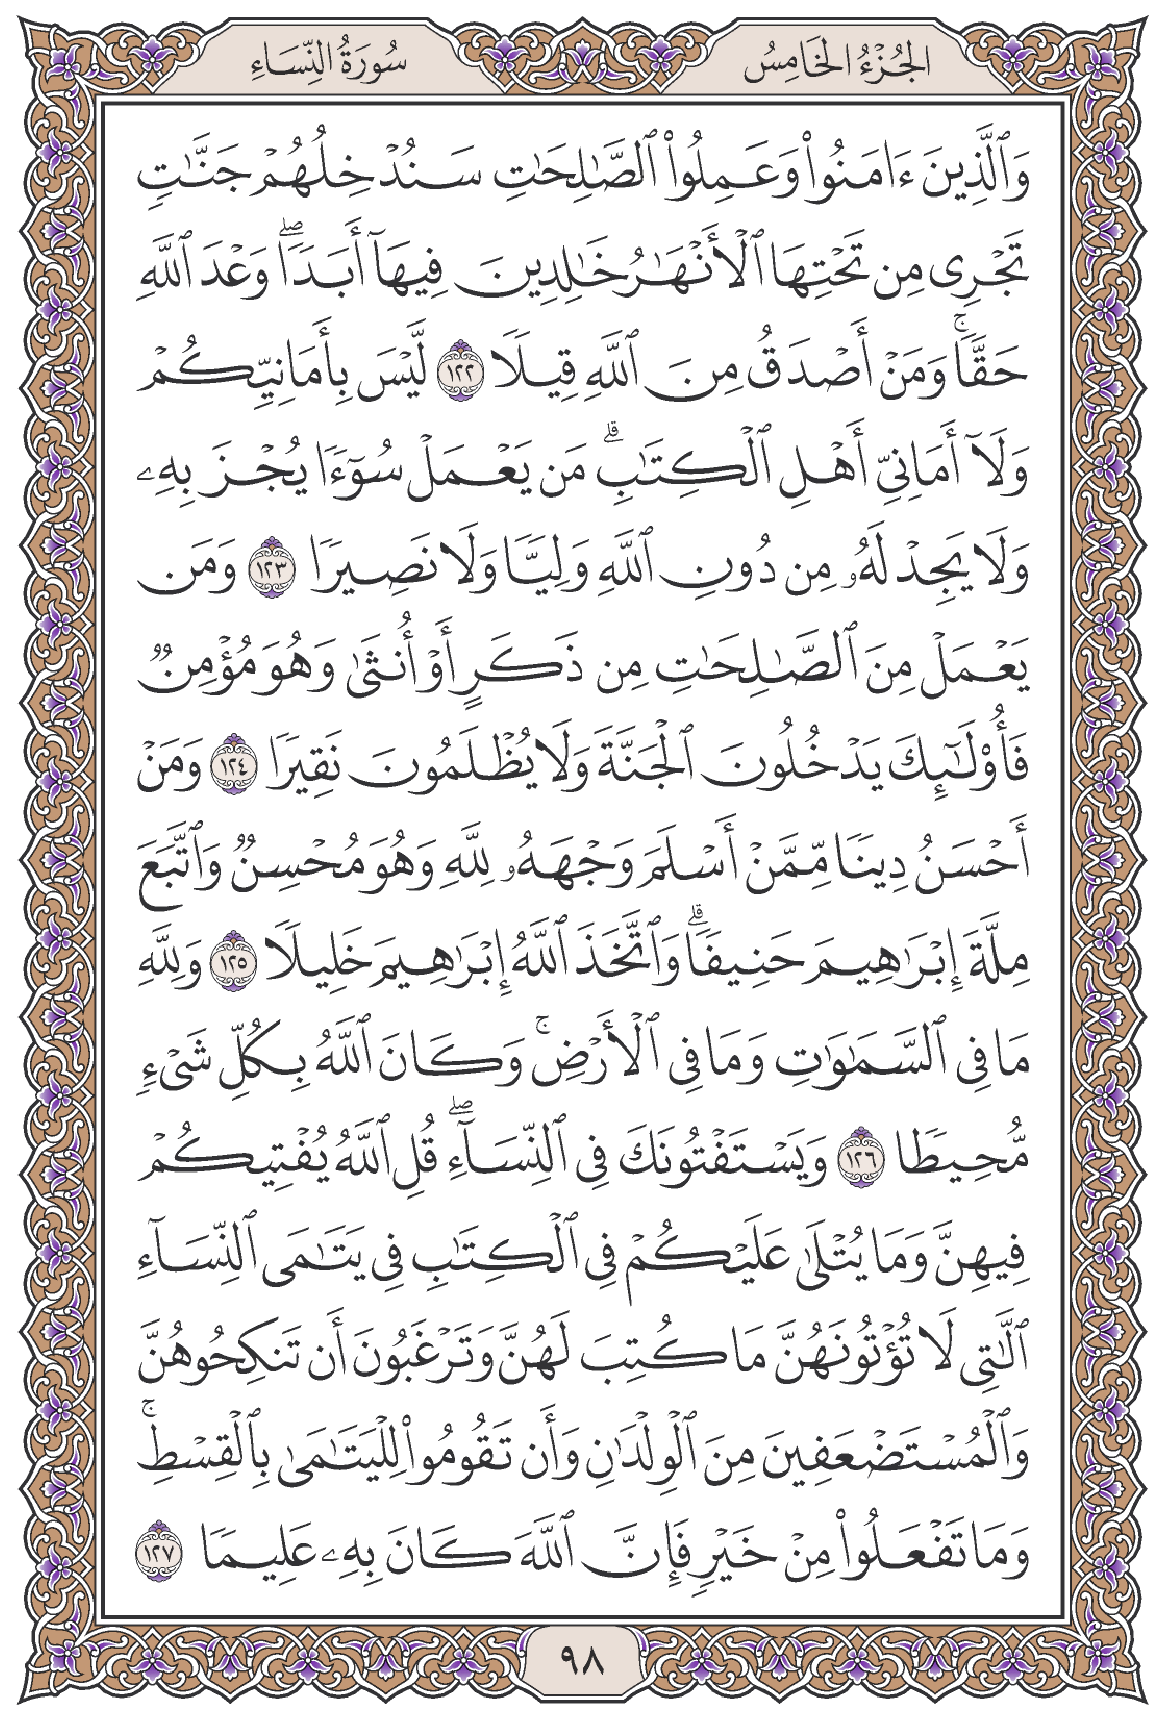 الجُزْءُ الخَامِسُ
سُورَةُ النِّسَاءِ
وَٱلَّذِينَ ءَامَنُوا۟ وَعَمِلُوا۟ ٱلصَّـٰلِحَـٰتِ سَنُدْخِلُهُمْ جَنَّـٰتٍ
تَجْرِى مِن تَحْتِهَا ٱلْأَنْهَـٰرُ خَـٰلِدِينَ فِيهَآ أَبَدًا ۖ وَعْدَ ٱللَّهِ
حَقًّا ۚ وَمَنْ أَصْدَقُ مِنَ ٱللَّهِ قِيلًا ١٢٢ لَّيْسَ بِأَمَانِيِّكُمْ
وَلَآ أَمَانِىِّ أَهْلِ ٱلْكِتَـٰبِ ۗ مَن يَعْمَلْ سُوٓءًا يُجْزَ بِهِۦ
وَلَا يَجِدْ لَهُۥ مِن دُونِ ٱللَّهِ وَلِيًّا وَلَا نَصِيرًا ١٢٣ وَمَن
يَعْمَلْ مِنَ ٱلصَّـٰلِحَـٰتِ مِن ذَكَرٍ أَوْ أُنثَىٰ وَهُوَ مُؤْمِنٌ
فَأُو۟لَـٰٓئِكَ يَدْخُلُونَ ٱلْجَنَّةَ وَلَا يُظْلَمُونَ نَقِيرًا ١٢٤ وَمَنْ
أَحْسَنُ دِينًا مِّمَّنْ أَسْلَمَ وَجْهَهُۥ لِلَّهِ وَهُوَ مُحْسِنٌ وَٱتَّبَعَ
مِلَّةَ إِبْرَٰهِيمَ حَنِيفًا ۗ وَٱتَّخَذَ ٱللَّهُ إِبْرَٰهِيمَ خَلِيلًا ١٢٥ وَلِلَّهِ
مَا فِى ٱلسَّمَـٰوَٰتِ وَمَا فِى ٱلْأَرْضِ ۚ وَكَانَ ٱللَّهُ بِكُلِّ شَىْءٍ
مُّحِيطًا ١٢٦ وَيَسْتَفْتُونَكَ فِى ٱلنِّسَآءِ ۖ قُلِ ٱللَّهُ يُفْتِيكُمْ
فِيهِنَّ وَمَا يُتْلَىٰ عَلَيْكُمْ فِى ٱلْكِتَـٰبِ فِى يَتَـٰمَى ٱلنِّسَآءِ
ٱلَّـٰتِى لَا تُؤْتُونَهُنَّ مَا كُتِبَ لَهُنَّ وَتَرْغَبُونَ أَن تَنكِحُوهُنَّ
وَٱلْمُسْتَضْعَفِينَ مِنَ ٱلْوِلْدَٰنِ وَأَن تَقُومُوا۟ لِلْيَتَـٰمَىٰ بِٱلْقِسْطِ ۚ
وَمَا تَفْعَلُوا۟ مِنْ خَيْرٍ فَإِنَّ ٱللَّهَ كَانَ بِهِۦ عَلِيمًا ١٢٧
٩٨